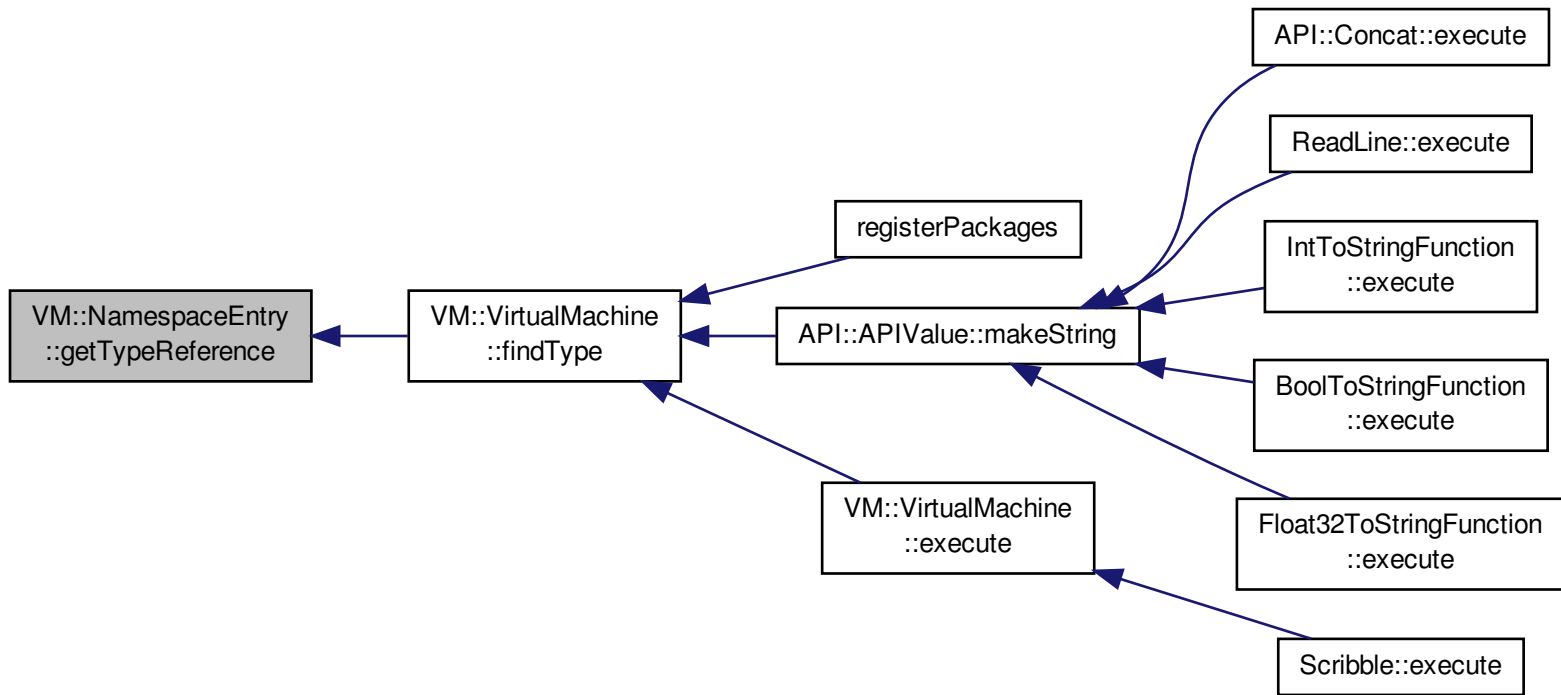 API::Concat::execute
ReadLine::execute
registerPackages
IntToStringFunction
::execute
VM::NamespaceEntry
::getTypeReference
VM::VirtualMachine
::findType
API::APIValue::makeString
BoolToStringFunction
::execute
VM::VirtualMachine
::execute
Float32ToStringFunction
::execute
Scribble::execute